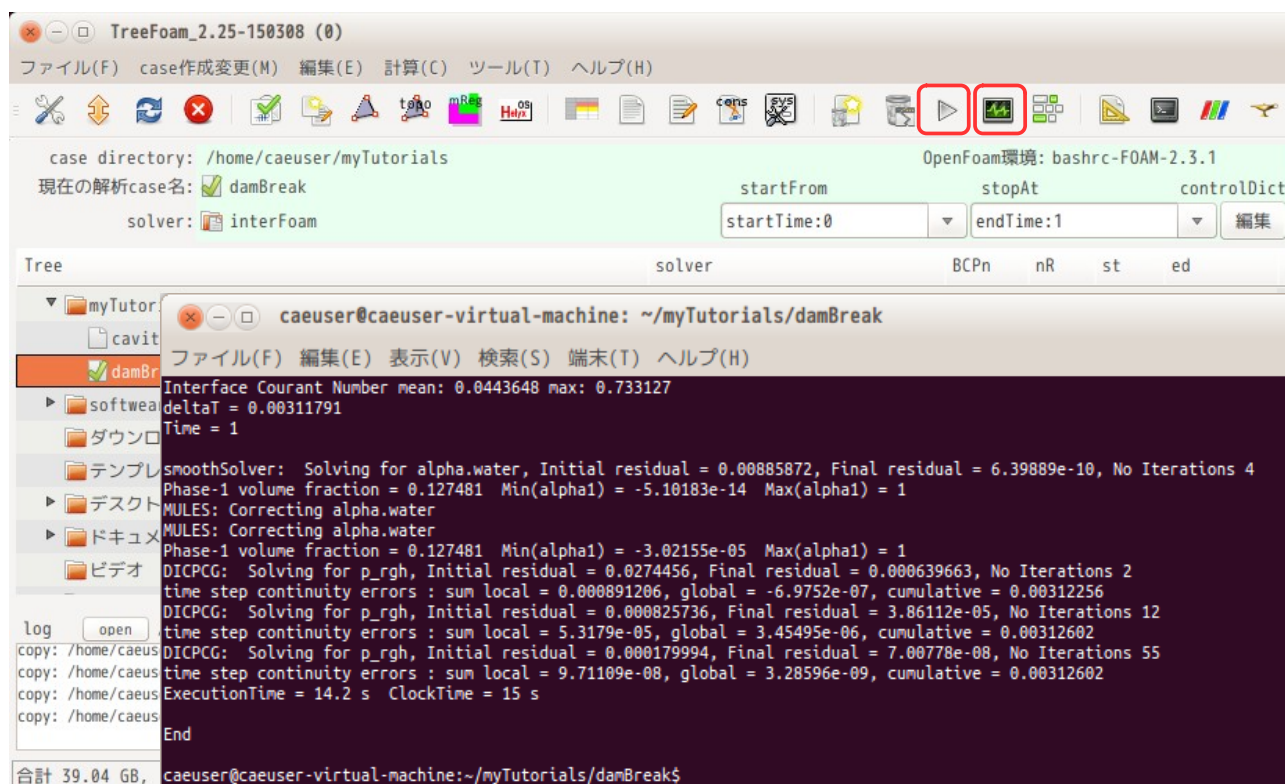 TreeFoam_2.25-150308 (0)
ファイル(F) case作成変更(M) 編集(E) 計算(C) ツール(T) ヘルプ(H)
topo mReg Helyx OS cons sys
case directory: /home/caeuser/myTutorials OpenFoam環境: bashrc-FOAM-2.3.1
現在の解析case名: damBreak startFrom stopAt controlDict
solver: interFoam startTime:0 endTime:1 編集
Tree solver BCPn nR st ed
myTutor
cavit
damBr
softwea
ダウンロ
テンプレ
デスクト
ドキュメ
ビデオ
log open
copy: /home/caeus
copy: /home/caeus
copy: /home/caeus
copy: /home/caeus
合計 39.04 GB,
caeuser@caeuser-virtual-machine: ~/myTutorials/damBreak
ファイル(F) 編集(E) 表示(V) 検索(S) 端末(T) ヘルプ(H)
Interface Courant Number mean: 0.0443648 max: 0.733127
deltaT = 0.00311791
Time = 1
smoothSolver:  Solving for alpha.water, Initial residual = 0.00885872, Final residual = 6.39889e-10, No Iterations 4
Phase-1 volume fraction = 0.127481  Min(alpha1) = -5.10183e-14  Max(alpha1) = 1
MULES: Correcting alpha.water
MULES: Correcting alpha.water
Phase-1 volume fraction = 0.127481  Min(alpha1) = -3.02155e-05  Max(alpha1) = 1
DICPCG:  Solving for p_rgh, Initial residual = 0.0274456, Final residual = 0.000639663, No Iterations 2
time step continuity errors : sum local = 0.000891206, global = -6.9752e-07, cumulative = 0.00312256
DICPCG:  Solving for p_rgh, Initial residual = 0.000825736, Final residual = 3.86112e-05, No Iterations 12
time step continuity errors : sum local = 5.3179e-05, global = 3.45495e-06, cumulative = 0.00312602
DICPCG:  Solving for p_rgh, Initial residual = 0.000179994, Final residual = 7.00778e-08, No Iterations 55
time step continuity errors : sum local = 9.71109e-08, global = 3.28596e-09, cumulative = 0.00312602
ExecutionTime = 14.2 s  ClockTime = 15 s
End
caeuser@caeuser-virtual-machine:~/myTutorials/damBreak$